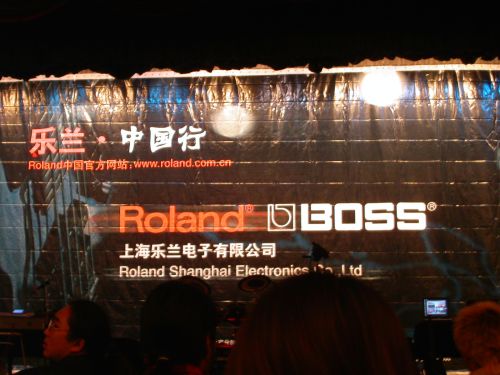 乐兰·中国行
Roland中国官方网站:www.roland.com.cn
Roland® BOSS®
上海乐兰电子有限公司
Roland Shanghai Electronics Co.,Ltd